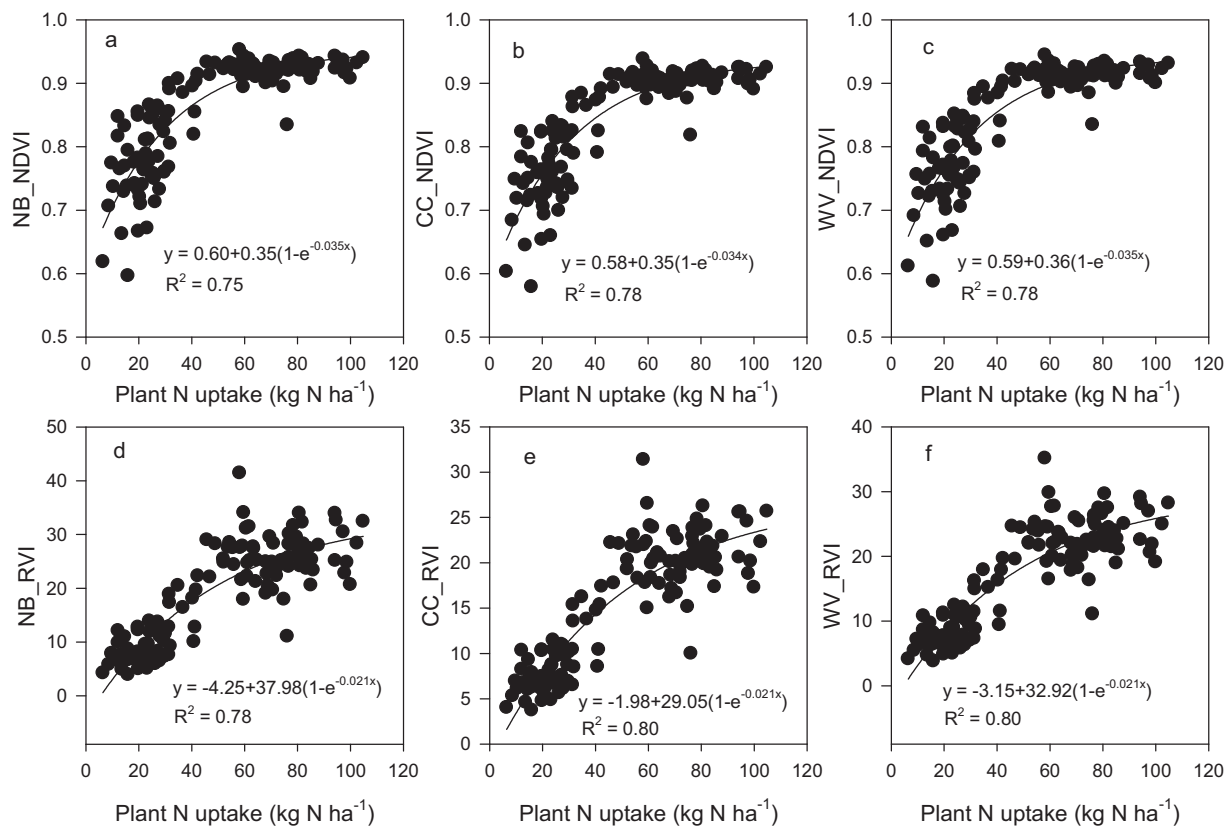 a
NB_NDVI
1.0
0.9
0.8
0.7
0.6
0.5
y = 0.60+0.35(1-e^-0.035x)
R² = 0.75
0 20 40 60 80 100 120
Plant N uptake (kg N ha⁻¹)
b
CC_NDVI
1.0
0.9
0.8
0.7
0.6
0.5
y = 0.58+0.35(1-e^-0.034x)
R² = 0.78
0 20 40 60 80 100 120
Plant N uptake (kg N ha⁻¹)
c
WV_NDVI
1.0
0.9
0.8
0.7
0.6
0.5
y = 0.59+0.36(1-e^-0.035x)
R² = 0.78
0 20 40 60 80 100 120
Plant N uptake (kg N ha⁻¹)
d
NB_RVI
50
40
30
20
10
0
y = -4.25+37.98(1-e^-0.021x)
R² = 0.78
0 20 40 60 80 100 120
Plant N uptake (kg N ha⁻¹)
e
CC_RVI
35
30
25
20
15
10
5
0
y = -1.98+29.05(1-e^-0.021x)
R² = 0.80
0 20 40 60 80 100 120
Plant N uptake (kg N ha⁻¹)
f
WV_RVI
40
30
20
10
0
y = -3.15+32.92(1-e^-0.021x)
R² = 0.80
0 20 40 60 80 100 120
Plant N uptake (kg N ha⁻¹)